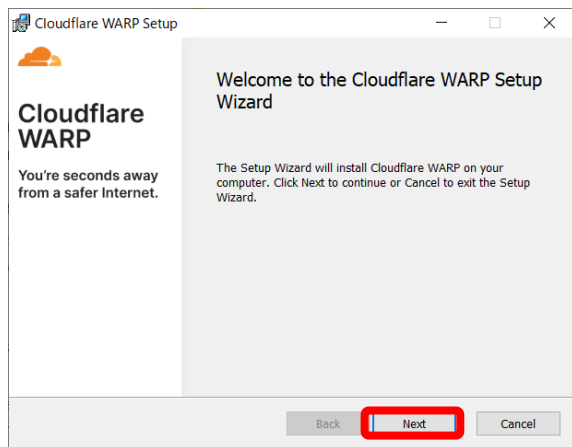 Cloudflare WARP Setup
Cloudflare
WARP
You're seconds away
from a safer Internet.
Welcome to the Cloudflare WARP Setup
Wizard
The Setup Wizard will install Cloudflare WARP on your
computer. Click Next to continue or Cancel to exit the Setup
Wizard.
Back Next Cancel